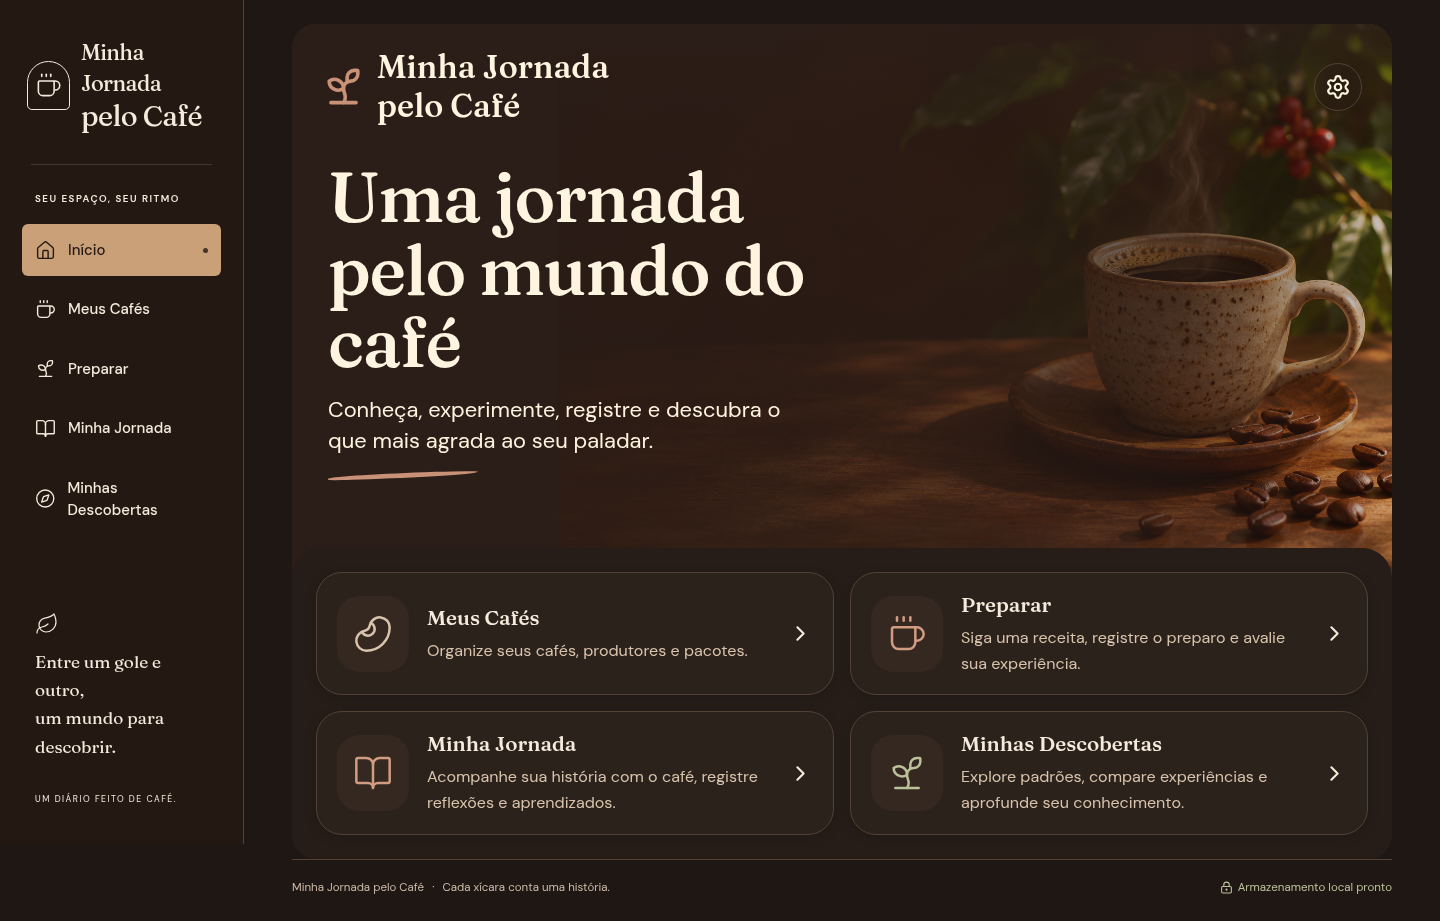 Minha
Jornada
pelo Café
SEU ESPAÇO, SEU RITMO
Início
Meus Cafés
Preparar
Minha Jornada
Minhas
Descobertas
Entre um gole e
outro,
um mundo para
descobrir.
UM DIÁRIO FEITO DE CAFÉ.
Minha Jornada
pelo Café
Uma jornada
pelo mundo do
café
Conheça, experimente, registre e descubra o
que mais agrada ao seu paladar.
Meus Cafés
Organize seus cafés, produtores e pacotes.
Preparar
Siga uma receita, registre o preparo e avalie
sua experiência.
Minha Jornada
Acompanhe sua história com o café, registre
reflexões e aprendizados.
Minhas Descobertas
Explore padrões, compare experiências e
aprofunde seu conhecimento.
Minha Jornada pelo Café · Cada xícara conta uma história.
Armazenamento local pronto